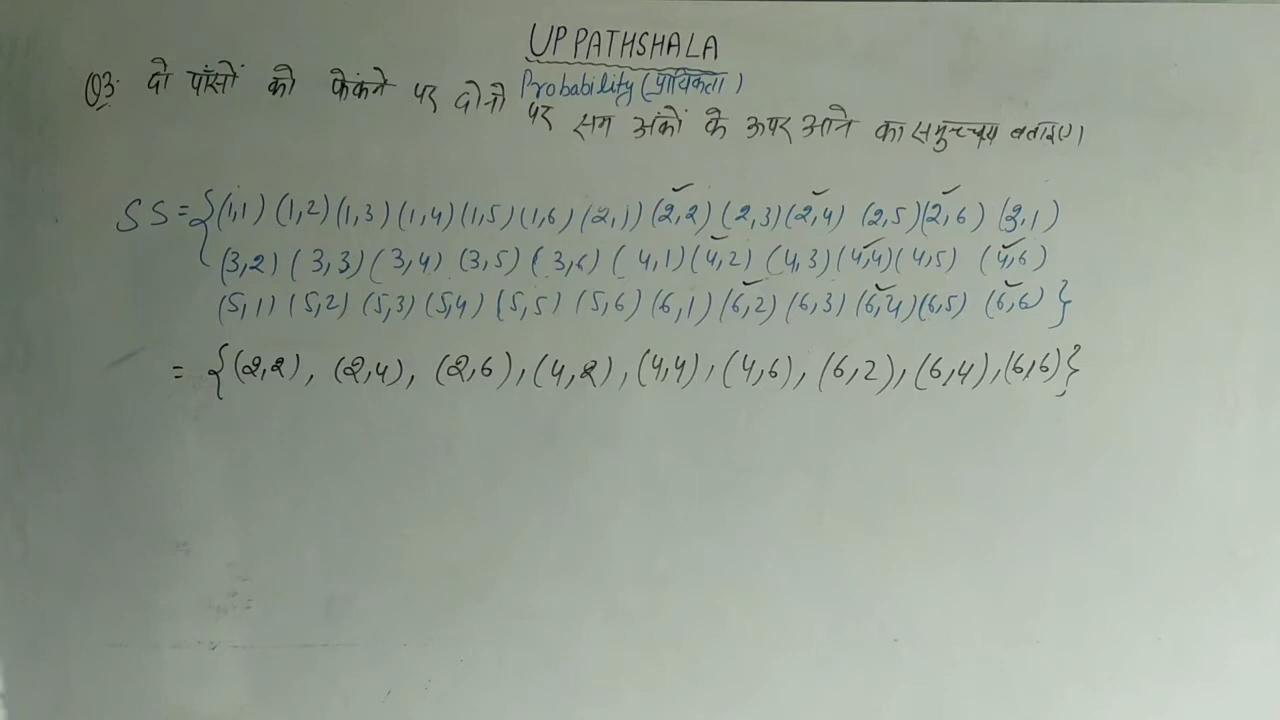 UP PATHSHALA
Probability (प्रायिकता)
Q3. दो पाँसों को फेकंने पर दोनो पर सम अंकों के ऊपर आने का समुच्चय बताइए।
SS = {(1,1) (1,2) (1,3) (1,4) (1,5) (1,6) (2,1) (2,2) (2,3) (2,4) (2,5) (2,6) (3,1)
(3,2) (3,3) (3,4) (3,5) (3,6) (4,1) (4,2) (4,3) (4,4) (4,5) (4,6)
(5,1) (5,2) (5,3) (5,4) (5,5) (5,6) (6,1) (6,2) (6,3) (6,4) (6,5) (6,6) }
= {(2,2), (2,4), (2,6), (4,2), (4,4), (4,6), (6,2), (6,4), (6,6)}